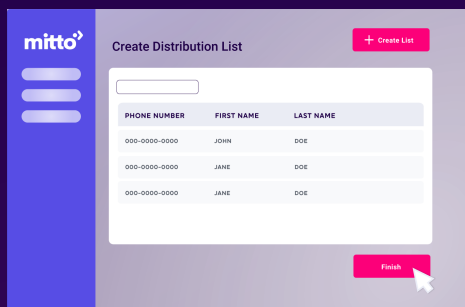 mitto
Create Distribution List
+ Create List
PHONE NUMBER FIRST NAME LAST NAME
000-0000-0000 JOHN DOE
000-0000-0000 JANE DOE
000-0000-0000 JANE DOE
Finish